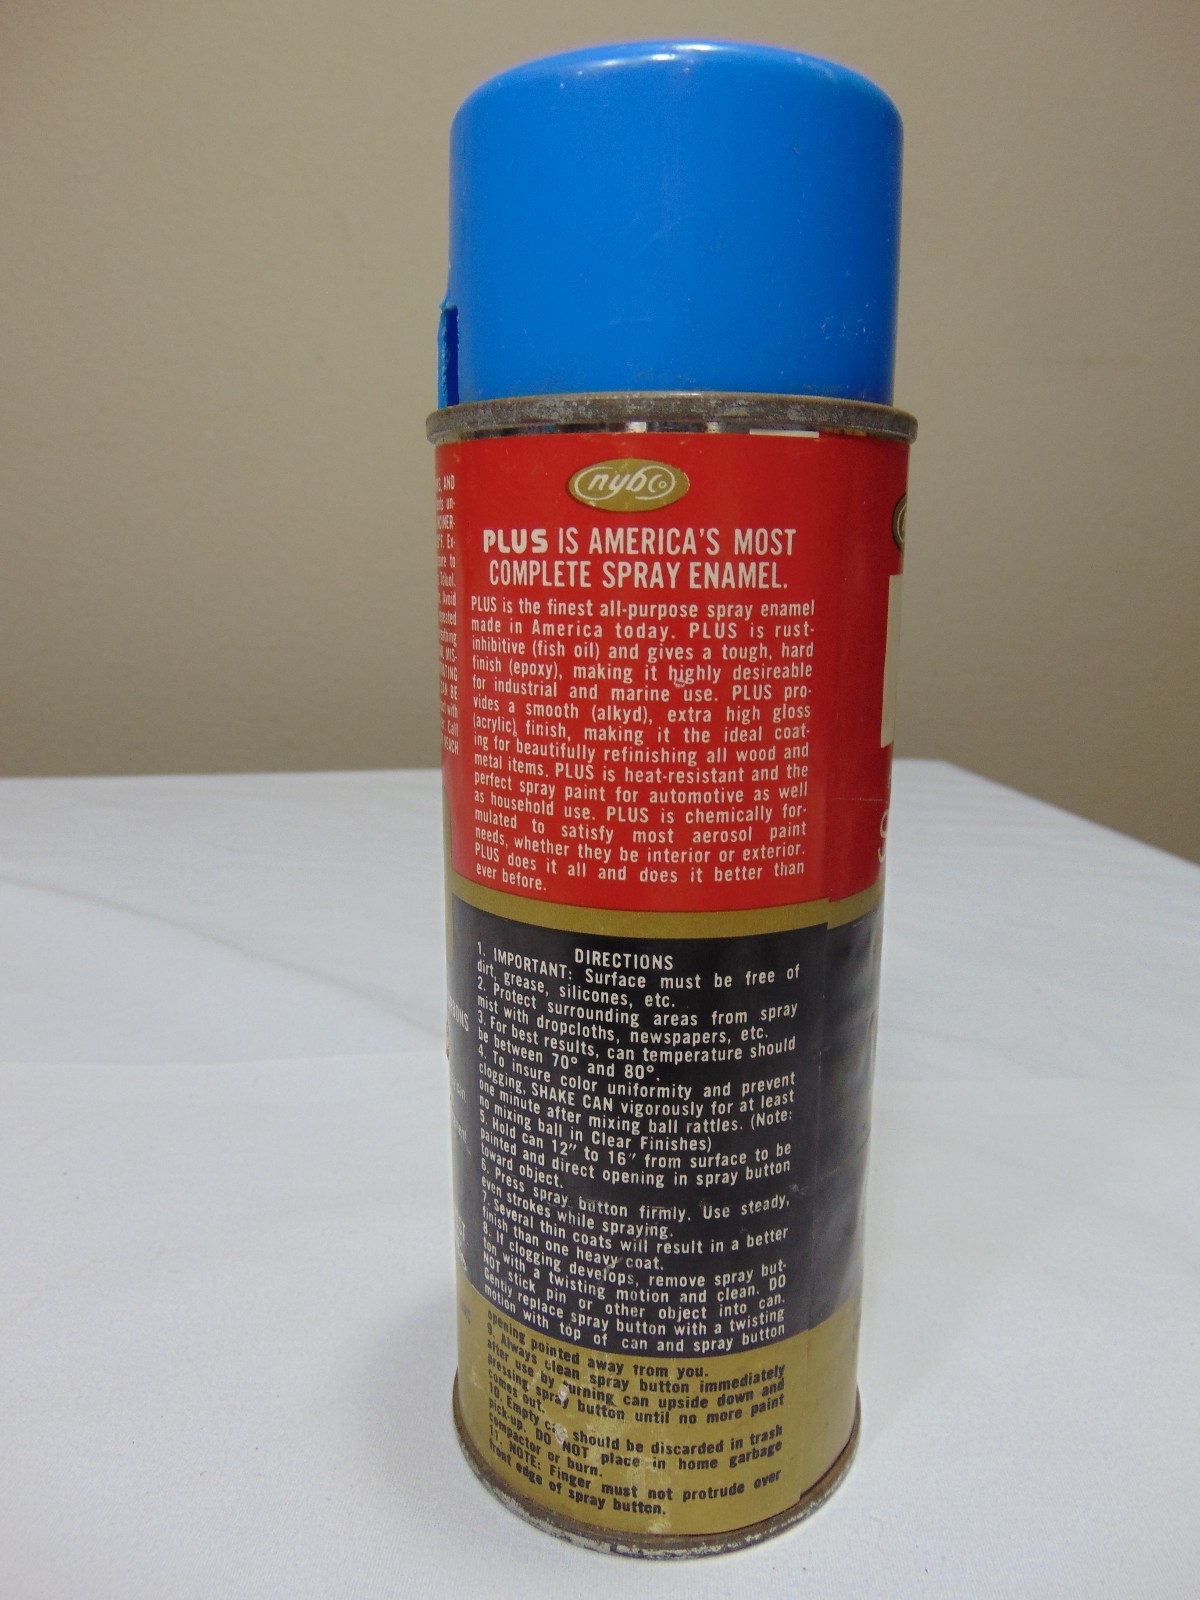 nybco
PLUS IS AMERICA'S MOST
COMPLETE SPRAY ENAMEL.
PLUS is the finest all-purpose spray enamel
made in America today. PLUS is rust-
inhibitive (fish oil) and gives a tough, hard
finish (epoxy), making it highly desireable
for industrial and marine use. PLUS pro-
vides a smooth (alkyd), extra high gloss
(acrylic) finish, making it the ideal coat-
ing for beautifully refinishing all wood and
metal items. PLUS is heat-resistant and the
perfect spray paint for automotive as well
as household use. PLUS is chemically for-
mulated to satisfy most aerosol paint
needs, whether they be interior or exterior.
PLUS does it all and does it better than
ever before.
DIRECTIONS
1. IMPORTANT: Surface must be free of
dirt, grease, silicones, etc.
2. Protect surrounding areas from spray
mist with dropcloths, newspapers, etc.
3. For best results, can temperature should
be between 70° and 80°.
4. To insure color uniformity and prevent
clogging, SHAKE CAN vigorously for at least
one minute after mixing ball rattles. (Note:
no mixing ball in Clear Finishes)
5. Hold can 12" to 16" from surface to be
painted and direct opening in spray button
toward object.
6. Press spray button firmly. Use steady,
even strokes while spraying.
7. Several thin coats will result in a better
finish than one heavy coat.
8. If clogging develops, remove spray but-
ton with a twisting motion and clean. DO
NOT stick pin or other object into can.
Gently replace spray button with a twisting
motion with top of can and spray button
opening pointed away from you.
9. Always clean spray button immediately
after use by turning can upside down and
pressing spray button until no more paint
comes out.
10. Empty can should be discarded in trash
pick-up. DO NOT place in home garbage
compactor or burn.
11. NOTE: Finger must not protrude over
front edge of spray button.